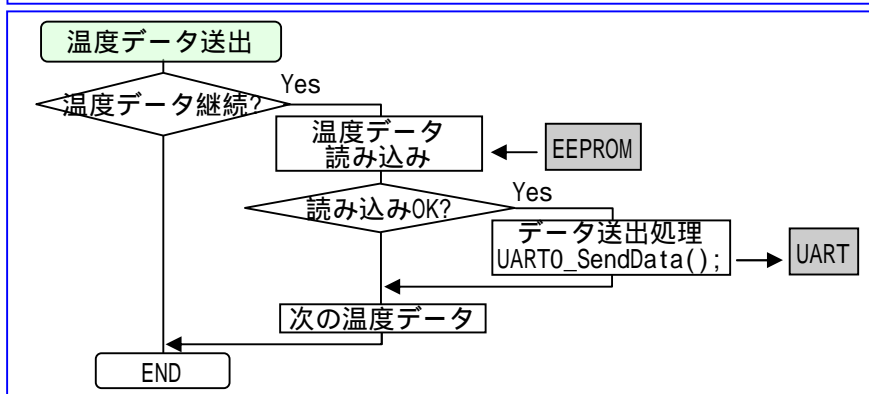 温度データ送出
温度データ継続?
Yes
温度データ
読み込み
EEPROM
読み込みOK?
Yes
データ送出処理
UART0_SendData();
UART
次の温度データ
END